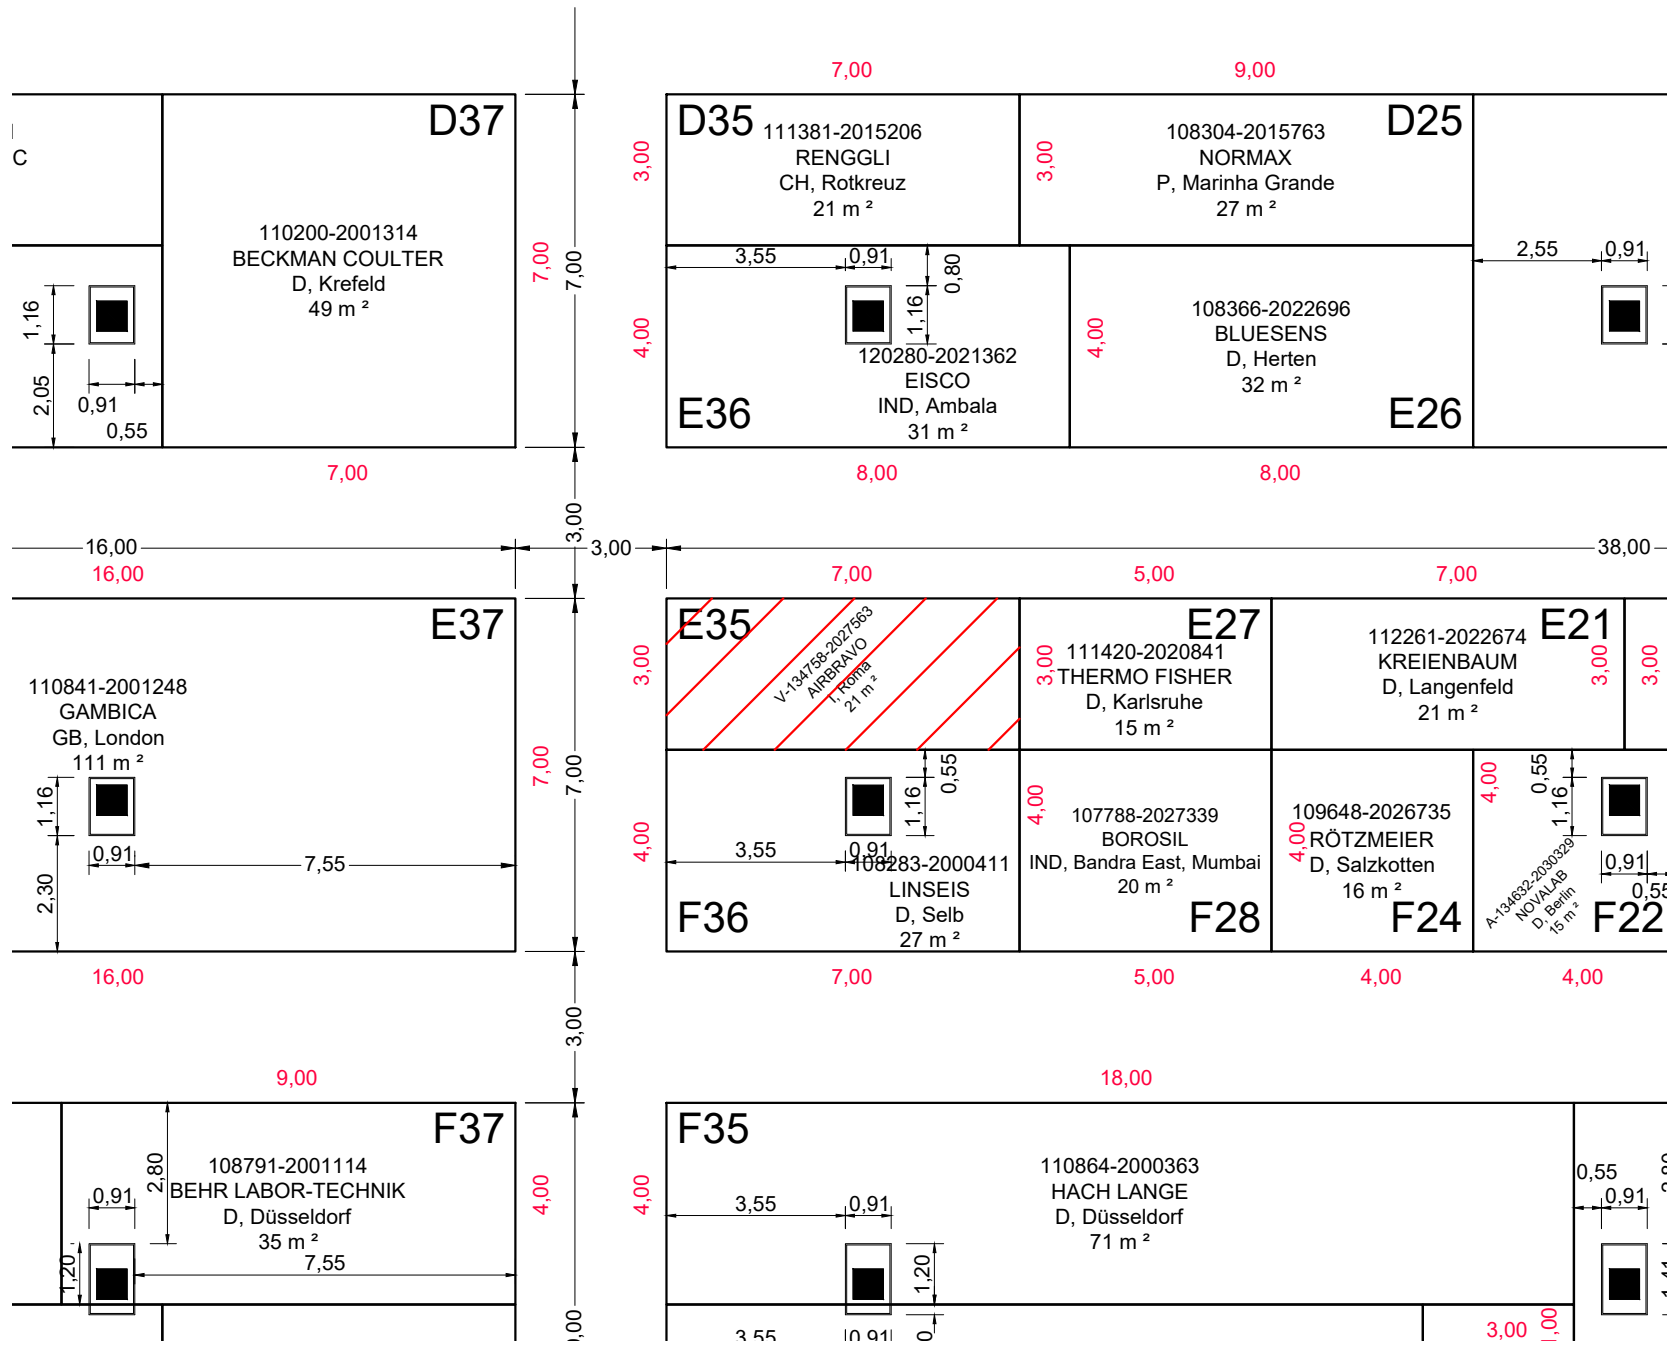 7,00
9,00
C
D37
D35
111381-2015206
RENGGLI
CH, Rotkreuz
21 m ²
3,00
3,00
108304-2015763
NORMAX
P, Marinha Grande
27 m ²
D25
110200-2001314
BECKMAN COULTER
D, Krefeld
49 m ²
7,00
7,00
1,16
2,05
0,91
0,55
3,55
0,91
0,80
1,16
4,00
120280-2021362
EISCO
IND, Ambala
31 m ²
E36
4,00
108366-2022696
BLUESENS
D, Herten
32 m ²
E26
2,55
0,91
7,00
8,00
8,00
3,00
16,00
3,00
38,00
16,00
7,00
5,00
7,00
E37
110841-2001248
GAMBICA
GB, London
111 m ²
1,16
0,91
7,55
2,30
7,00
7,00
E35
3,00
V-134758-2027563
AIRBRAVO
I, Roma
21 m ²
E27
3,00
111420-2020841
THERMO FISHER
D, Karlsruhe
15 m ²
112261-2022674
KREIENBAUM
D, Langenfeld
21 m ²
E21
3,00
3,00
4,00
0,55
1,16
3,55
0,91
108283-2000411
LINSEIS
D, Selb
27 m ²
F36
4,00
107788-2027339
BOROSIL
IND, Bandra East, Mumbai
20 m ²
F28
4,00
109648-2026735
RÖTZMEIER
D, Salzkotten
16 m ²
F24
4,00
0,55
1,16
0,91
0,55
A-134632-2030329
NOVALAB
D, Berlin
15 m ²
F22
16,00
7,00
5,00
4,00
4,00
3,00
9,00
18,00
F37
108791-2001114
BEHR LABOR-TECHNIK
D, Düsseldorf
35 m ²
2,80
0,91
1,20
7,55
4,00
4,00
F35
110864-2000363
HACH LANGE
D, Düsseldorf
71 m ²
3,55
0,91
1,20
0,55
0,91
3,55
0,91
3,00